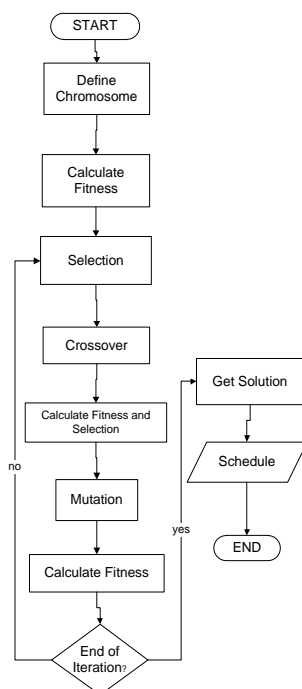 START
Define
Chromosome
Calculate
Fitness
Selection
Crossover
Calculate Fitness and
Selection
Mutation
Calculate Fitness
End of
Iteration?
no
yes
Get Solution
Schedule
END